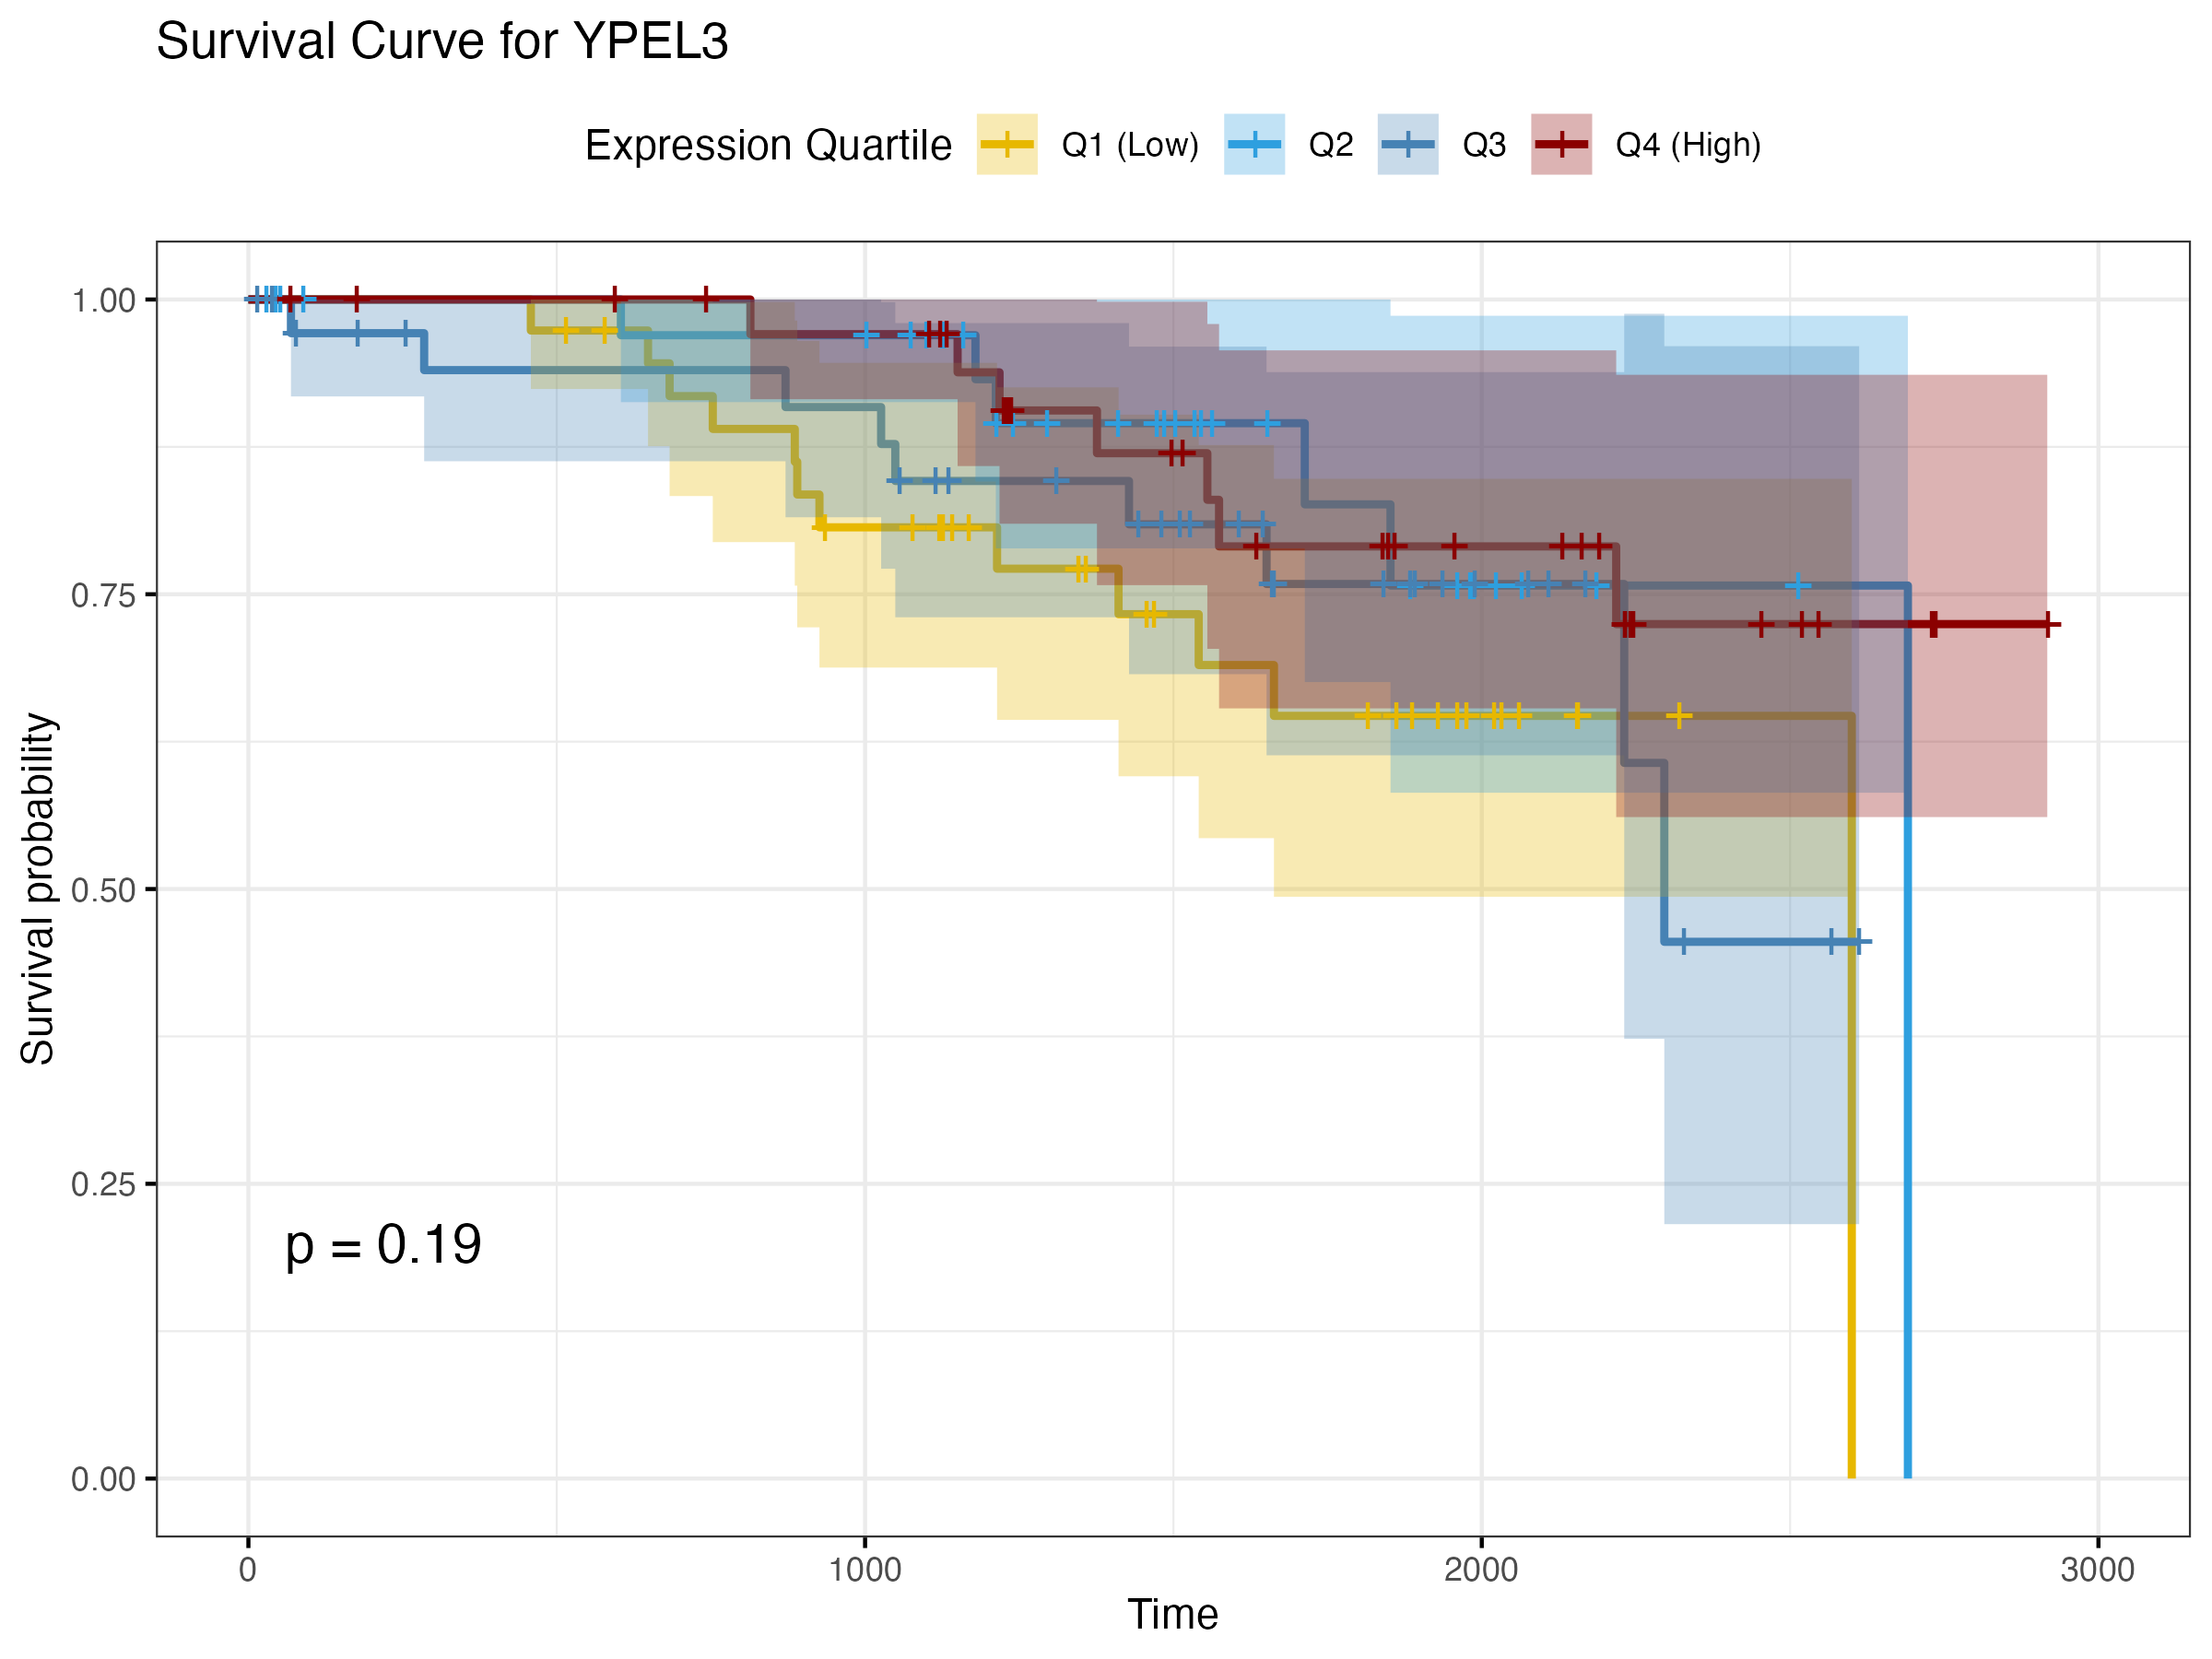 Survival Curve for YPEL3
Expression Quartile Q1 (Low) Q2 Q3 Q4 (High)
Survival probability
1.00
0.75
0.50
0.25
0.00
p = 0.19
0 1000 2000 3000
Time